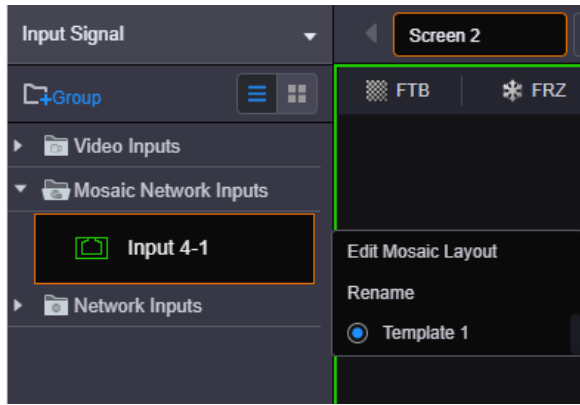 Input Signal
Screen 2
Group
FTB
FRZ
Video Inputs
Mosaic Network Inputs
Input 4-1
Edit Mosaic Layout
Rename
Network Inputs
Template 1